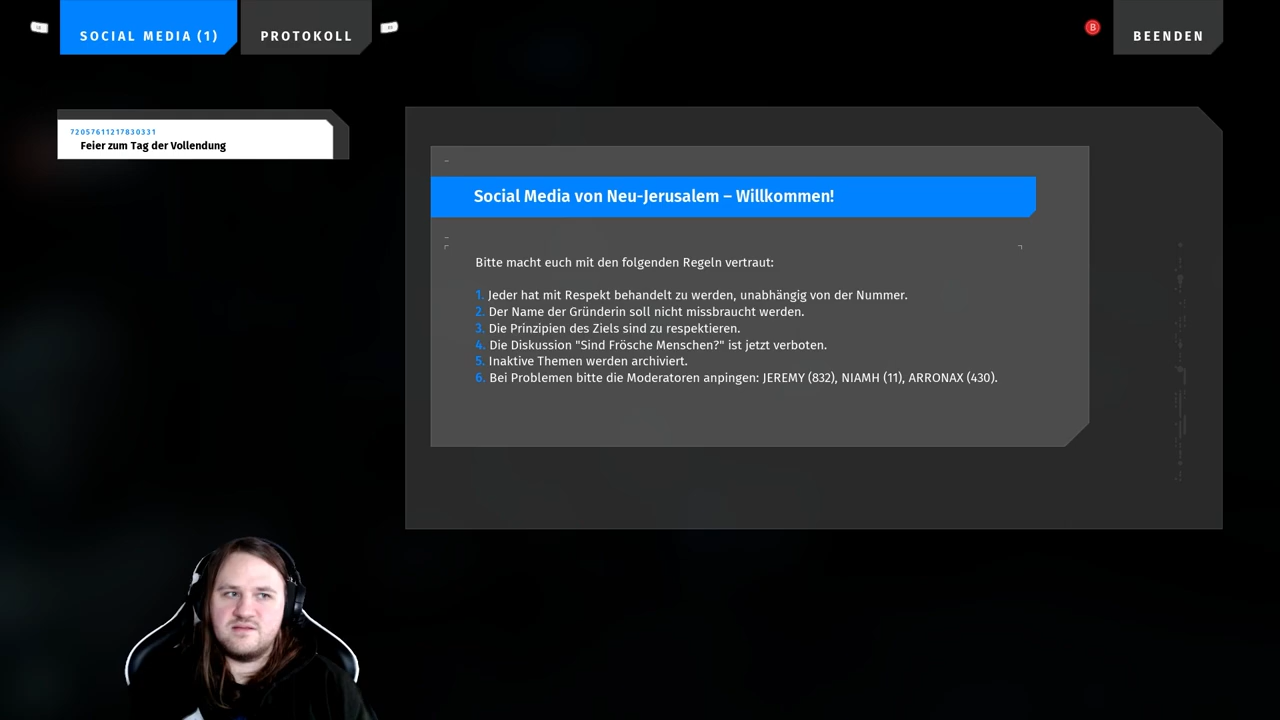 SOCIAL MEDIA (1)
PROTOKOLL
B
BEENDEN
72057611217830331
Feier zum Tag der Vollendung
Social Media von Neu-Jerusalem – Willkommen!
Bitte macht euch mit den folgenden Regeln vertraut:
1. Jeder hat mit Respekt behandelt zu werden, unabhängig von der Nummer.
2. Der Name der Gründerin soll nicht missbraucht werden.
3. Die Prinzipien des Ziels sind zu respektieren.
4. Die Diskussion "Sind Frösche Menschen?" ist jetzt verboten.
5. Inaktive Themen werden archiviert.
6. Bei Problemen bitte die Moderatoren anpingen: JEREMY (832), NIAMH (11), ARRONAX (430).